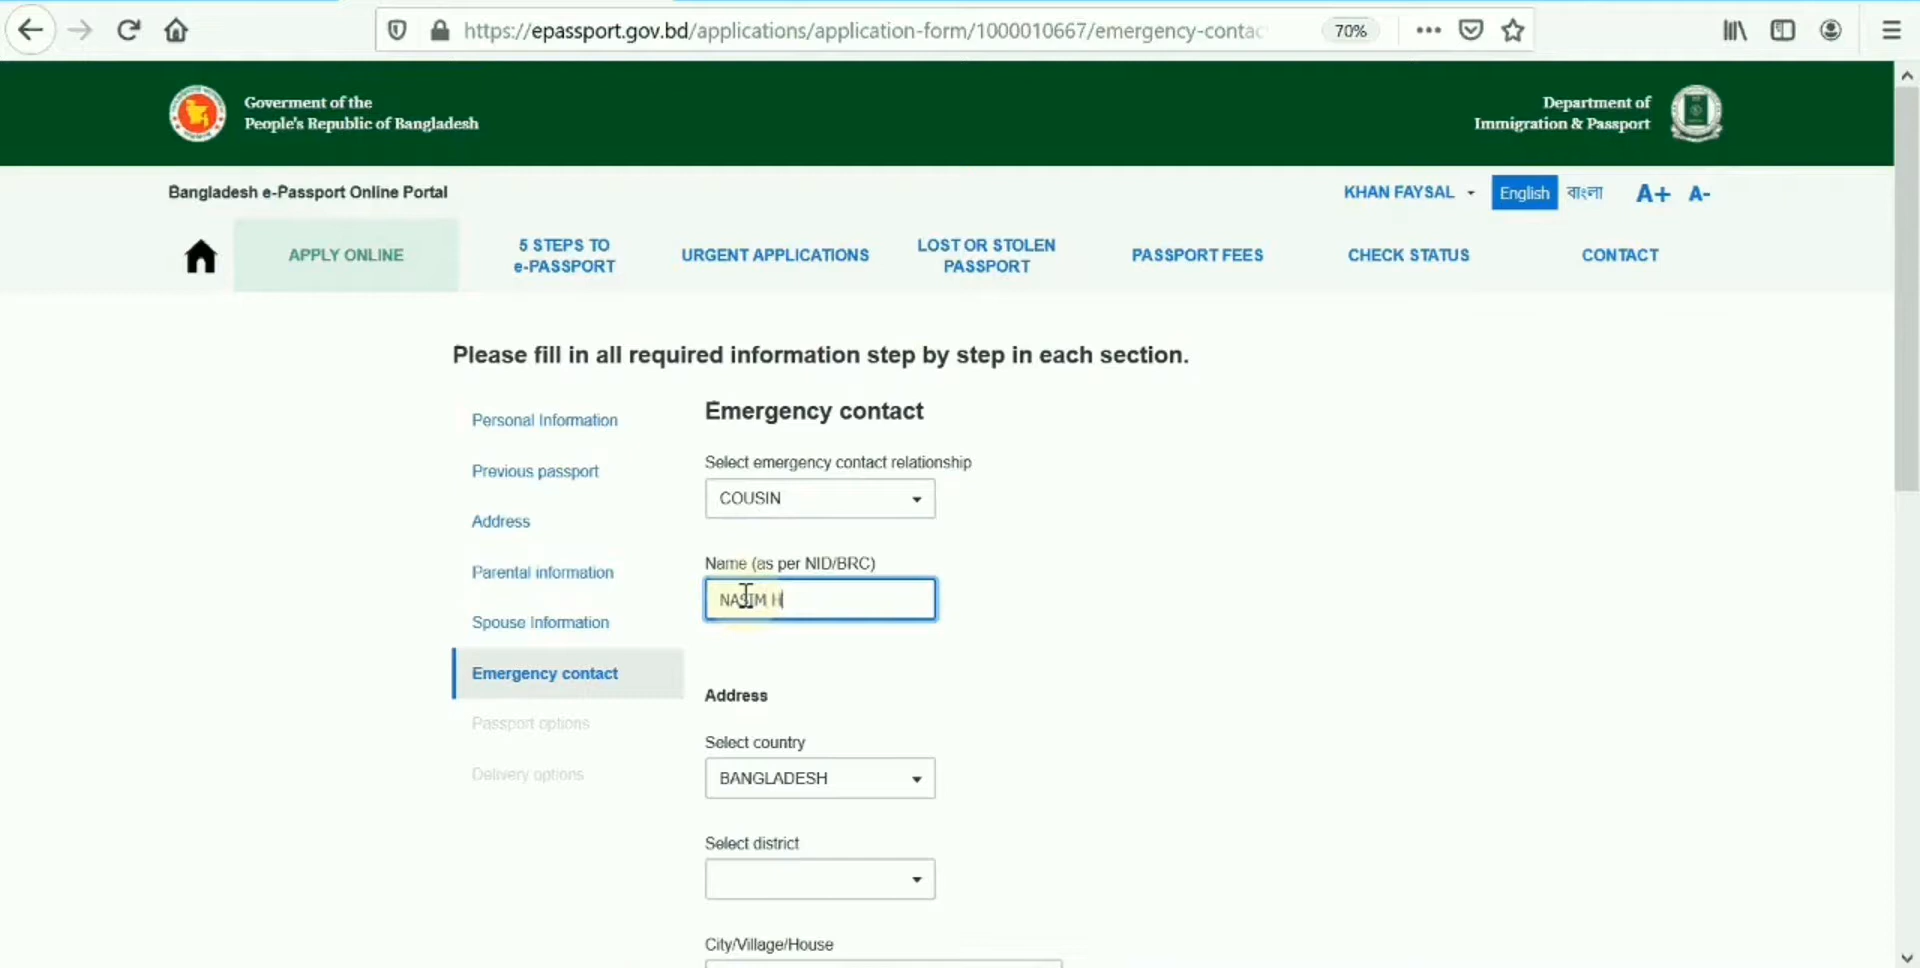 https://epassport.gov.bd/applications/application-form/1000010667/emergency-contac
70%
Goverment of the
People's Republic of Bangladesh
Department of
Immigration & Passport
Bangladesh e-Passport Online Portal
KHAN FAYSAL
English
বাংলা
A+
A-
APPLY ONLINE
5 STEPS TO
e-PASSPORT
URGENT APPLICATIONS
LOST OR STOLEN
PASSPORT
PASSPORT FEES
CHECK STATUS
CONTACT
Please fill in all required information step by step in each section.
Personal Information
Previous passport
Address
Parental information
Spouse Information
Emergency contact
Passport options
Delivery options
Emergency contact
Select emergency contact relationship
COUSIN
Name (as per NID/BRC)
NASIM H
Address
Select country
BANGLADESH
Select district
City/Village/House